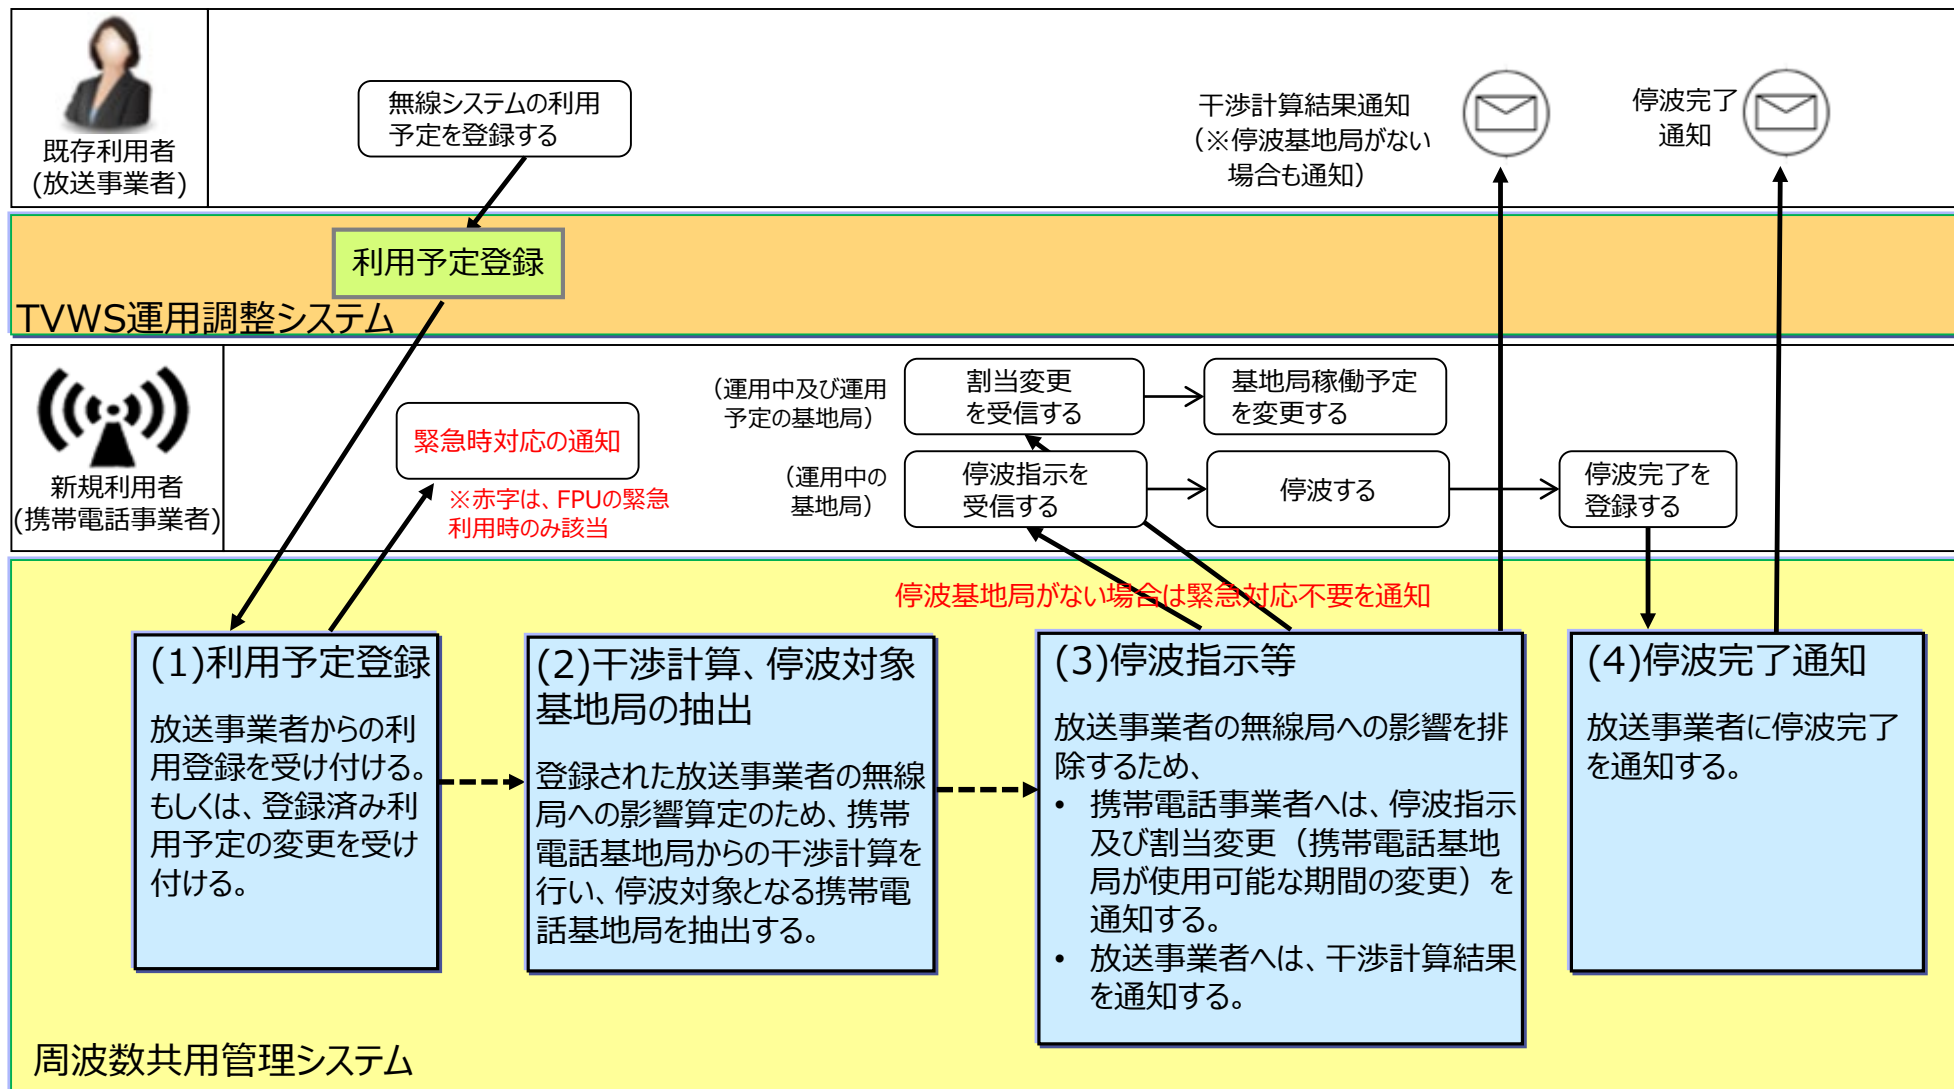 既存利用者
(放送事業者)
無線システムの利用
予定を登録する
干渉計算結果通知
(※停波基地局がない
場合も通知)
停波完了
通知
利用予定登録
TVWS運用調整システム
新規利用者
(携帯電話事業者)
緊急時対応の通知
※赤字は、FPUの緊急
利用時のみ該当
(運用中及び運用
予定の基地局)
割当変更
を受信する
基地局稼働予定
を変更する
(運用中の
基地局)
停波指示を
受信する
停波する
停波完了を
登録する
停波基地局がない場合は緊急対応不要を通知
(1)利用予定登録
放送事業者からの利
用登録を受け付ける。
もしくは、登録済み利
用予定の変更を受け
付ける。
(2)干渉計算、停波対象
基地局の抽出
登録された放送事業者の無線
局への影響算定のため、携帯
電話基地局からの干渉計算を
行い、停波対象となる携帯電
話基地局を抽出する。
(3)停波指示等
放送事業者の無線局への影響を排
除するため、
• 携帯電話事業者へは、停波指示
及び割当変更（携帯電話基地
局が使用可能な期間の変更）を
通知する。
• 放送事業者へは、干渉計算結果
を通知する。
(4)停波完了通知
放送事業者に停波完了
を通知する。
周波数共用管理システム